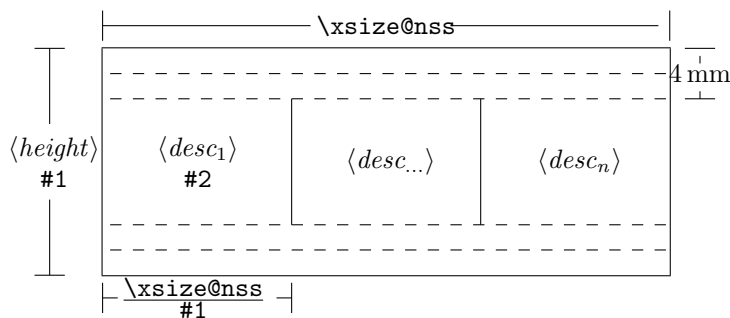 \xsize@nss
4 mm
⟨height⟩
#1
⟨desc₁⟩
#2
⟨desc...⟩
⟨descₙ⟩
\xsize@nss
#1